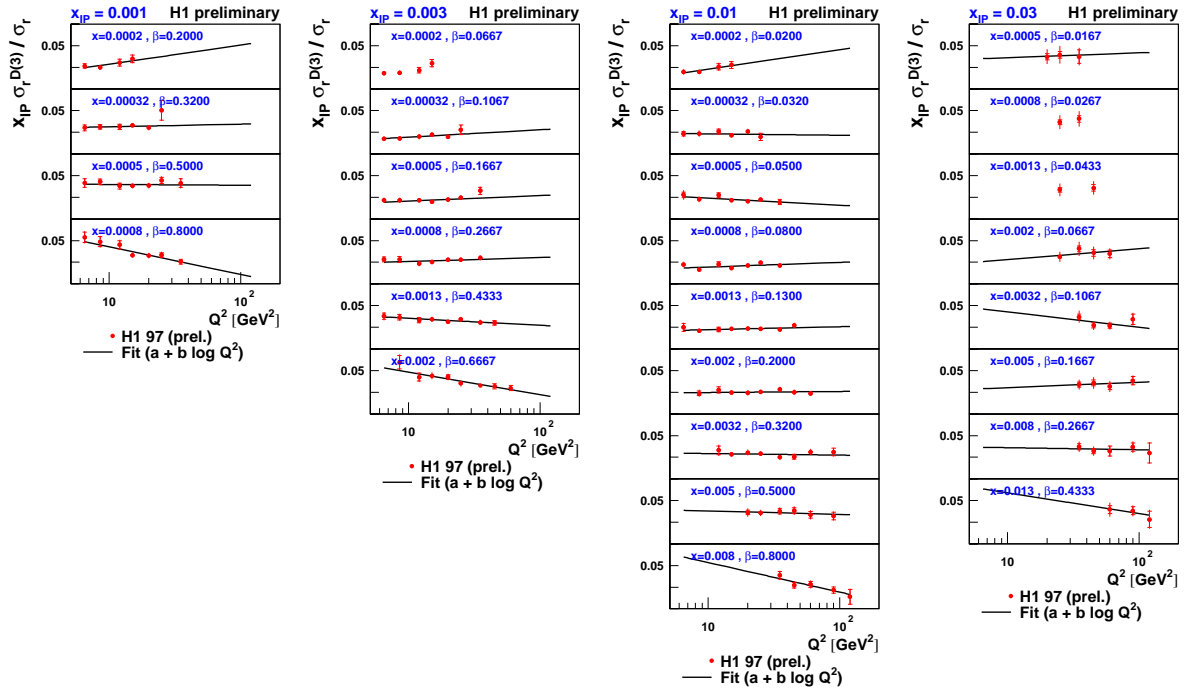 x_IP = 0.001 H1 preliminary
x_IP σ_r^D(3) / σ_r
0.05 x=0.0002 , β=0.2000
0.05 x=0.00032 , β=0.3200
0.05 x=0.0005 , β=0.5000
0.05 x=0.0008 , β=0.8000
10 10^2
Q^2 [GeV^2]
H1 97 (prel.)
Fit (a + b log Q^2)
x_IP = 0.003 H1 preliminary
x_IP σ_r^D(3) / σ_r
0.05 x=0.0002 , β=0.0667
0.05 x=0.00032 , β=0.1067
0.05 x=0.0005 , β=0.1667
0.05 x=0.0008 , β=0.2667
0.05 x=0.0013 , β=0.4333
0.05 x=0.002 , β=0.6667
10 10^2
Q^2 [GeV^2]
H1 97 (prel.)
Fit (a + b log Q^2)
x_IP = 0.01 H1 preliminary
x_IP σ_r^D(3) / σ_r
0.05 x=0.0002 , β=0.0200
0.05 x=0.00032 , β=0.0320
0.05 x=0.0005 , β=0.0500
0.05 x=0.0008 , β=0.0800
0.05 x=0.0013 , β=0.1300
0.05 x=0.002 , β=0.2000
0.05 x=0.0032 , β=0.3200
0.05 x=0.005 , β=0.5000
0.05 x=0.008 , β=0.8000
10 10^2
Q^2 [GeV^2]
H1 97 (prel.)
Fit (a + b log Q^2)
x_IP = 0.03 H1 preliminary
x_IP σ_r^D(3) / σ_r
0.05 x=0.0005 , β=0.0167
0.05 x=0.0008 , β=0.0267
0.05 x=0.0013 , β=0.0433
0.05 x=0.002 , β=0.0667
0.05 x=0.0032 , β=0.1067
0.05 x=0.005 , β=0.1667
0.05 x=0.008 , β=0.2667
0.05 x=0.013 , β=0.4333
10 10^2
Q^2 [GeV^2]
H1 97 (prel.)
Fit (a + b log Q^2)